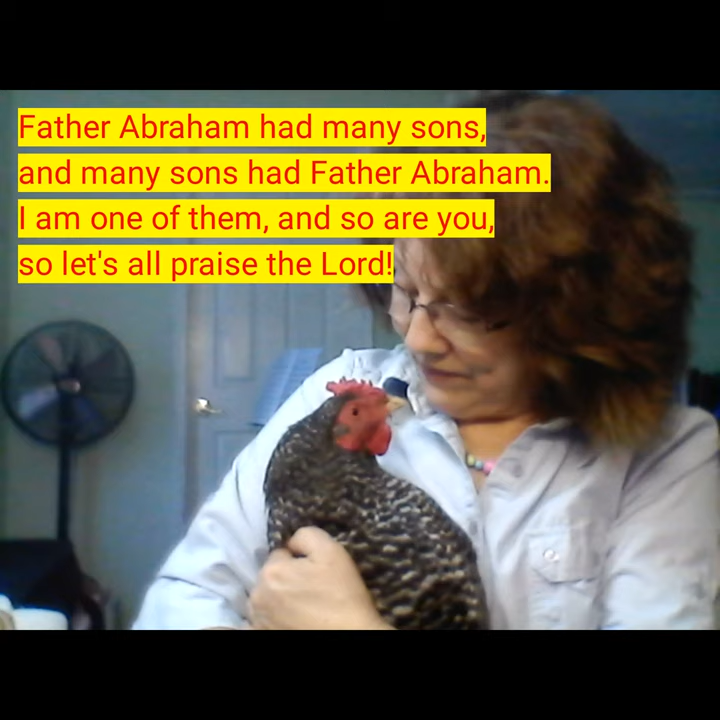 Father Abraham had many sons,
and many sons had Father Abraham.
I am one of them, and so are you,
so let's all praise the Lord!